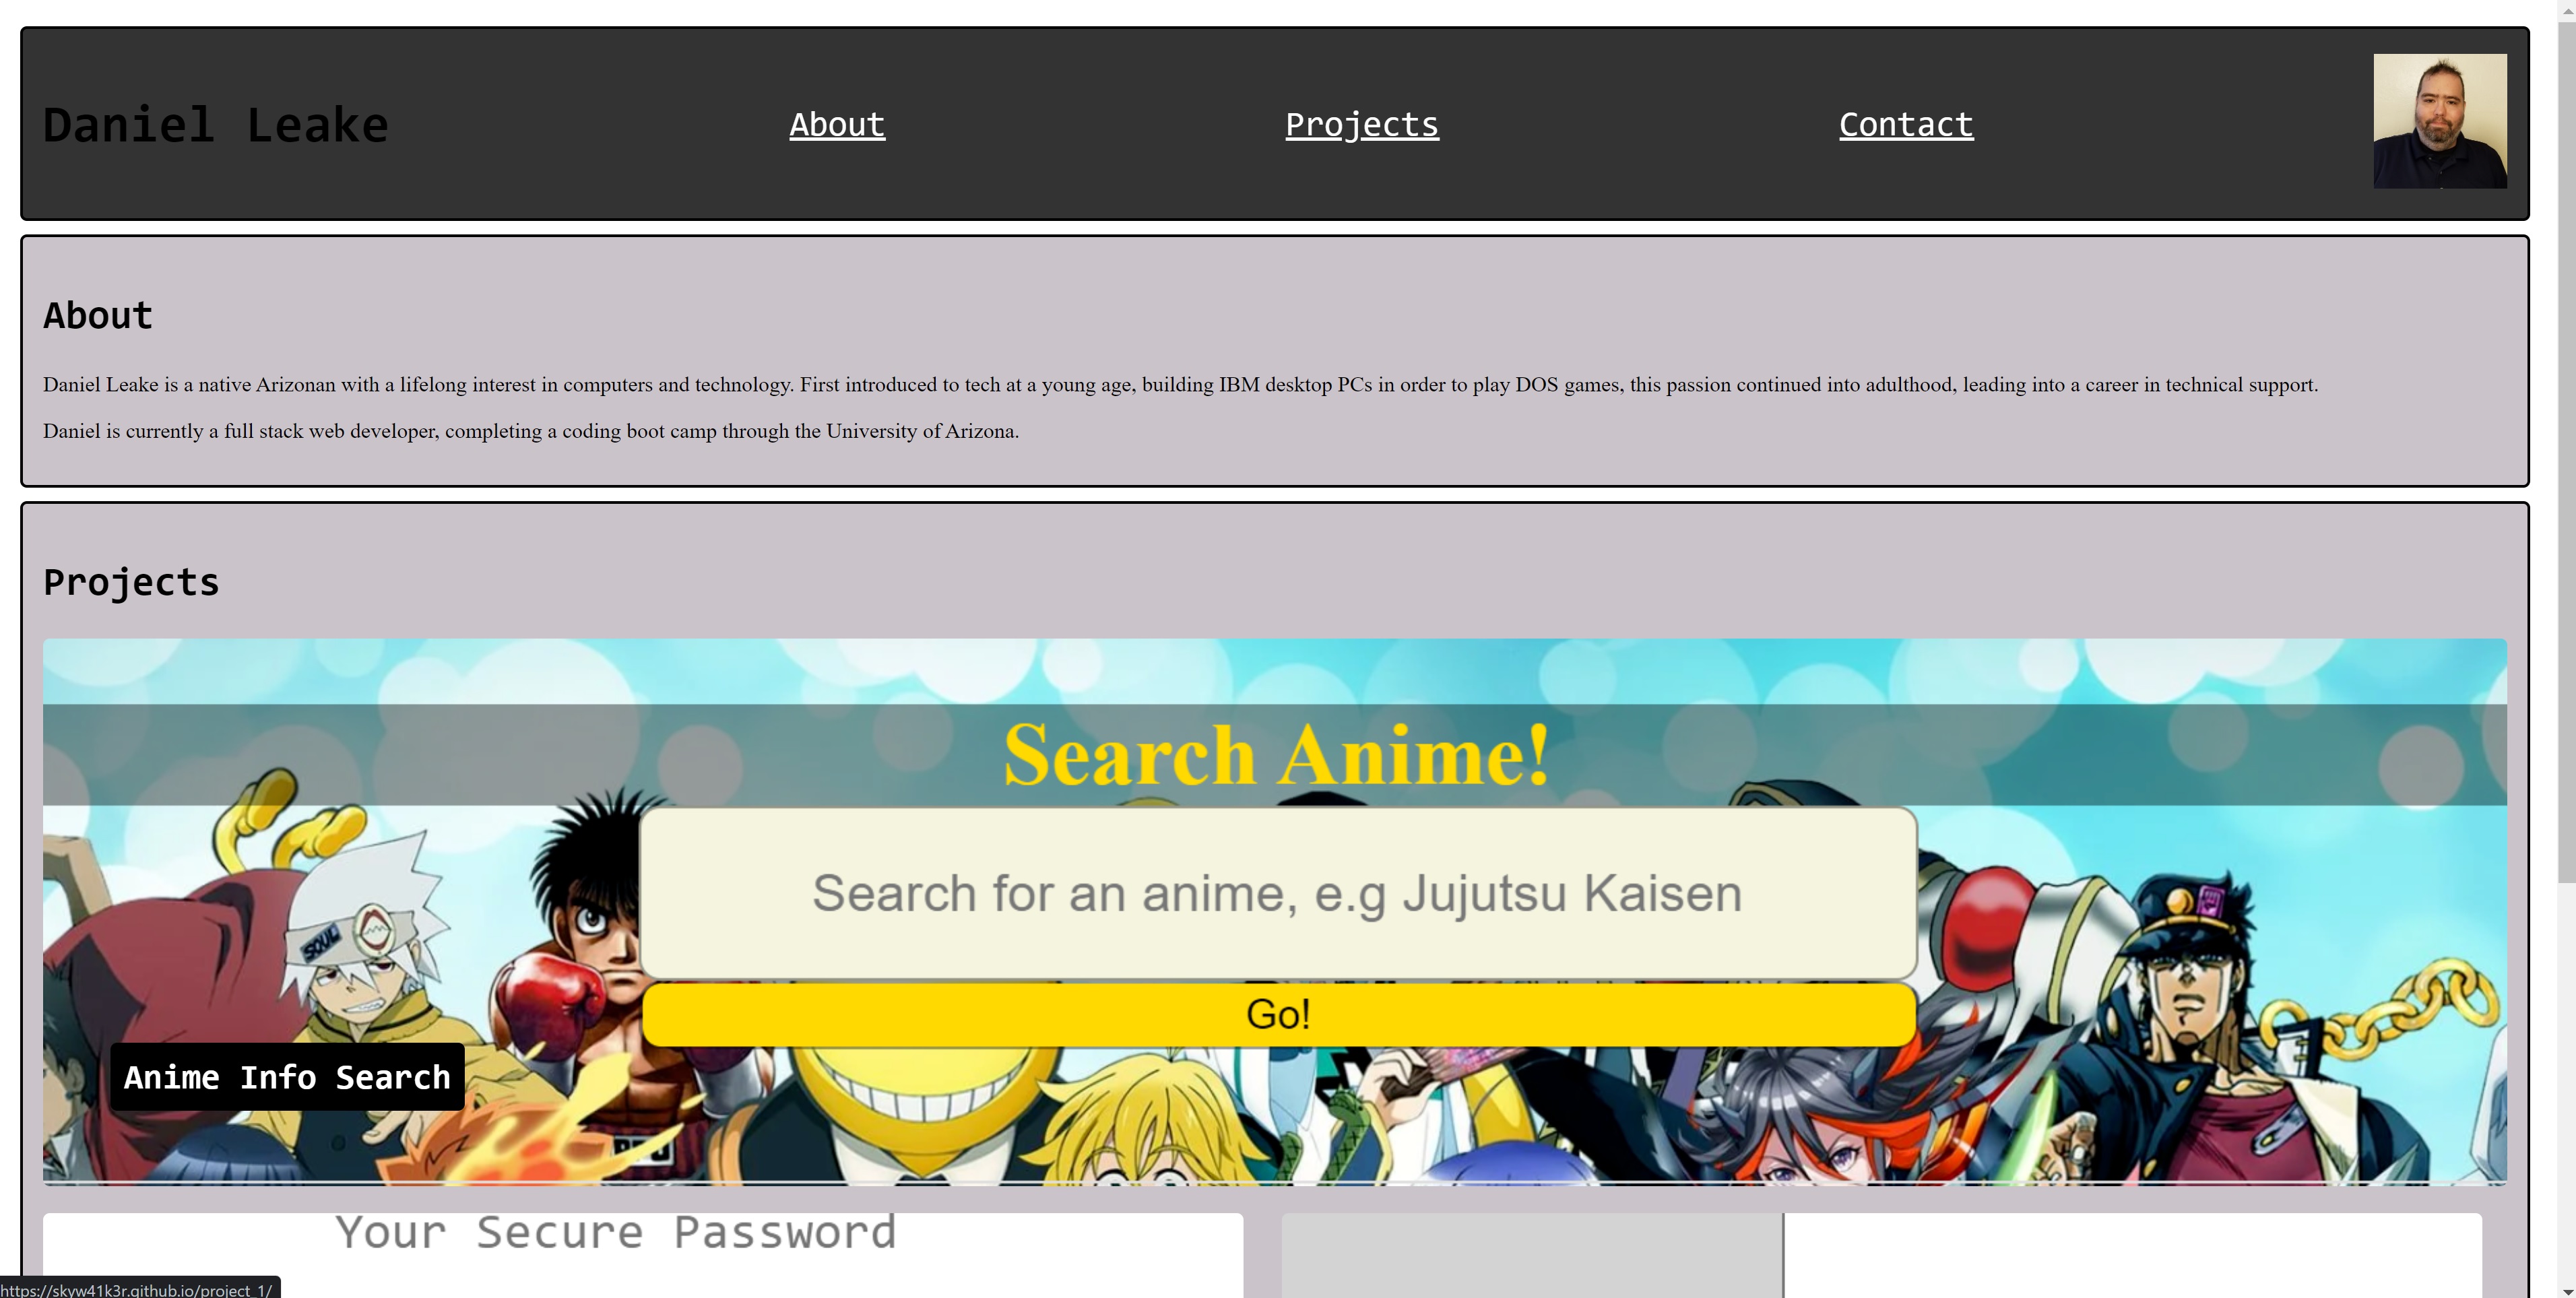 Daniel Leake
About
Projects
Contact
About
Daniel Leake is a native Arizonan with a lifelong interest in computers and technology. First introduced to tech at a young age, building IBM desktop PCs in order to play DOS games, this passion continued into adulthood, leading into a career in technical support.
Daniel is currently a full stack web developer, completing a coding boot camp through the University of Arizona.
Projects
Search Anime!
Search for an anime, e.g Jujutsu Kaisen
SOUL
Go!
Anime Info Search
Your Secure Password
https://skyw41k3r.github.io/project_1/